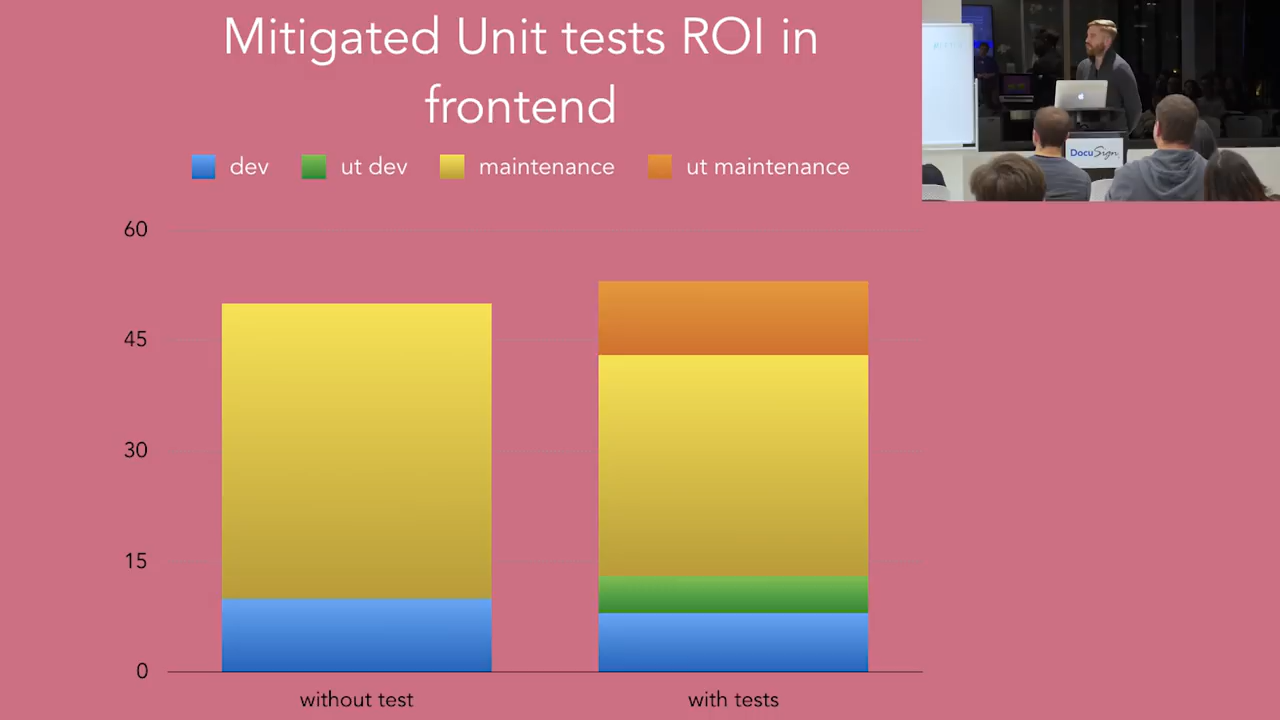 Mitigated Unit tests ROI in
frontend
dev
ut dev
maintenance
ut maintenance
60
45
30
15
0
without test
with tests
DocuSign